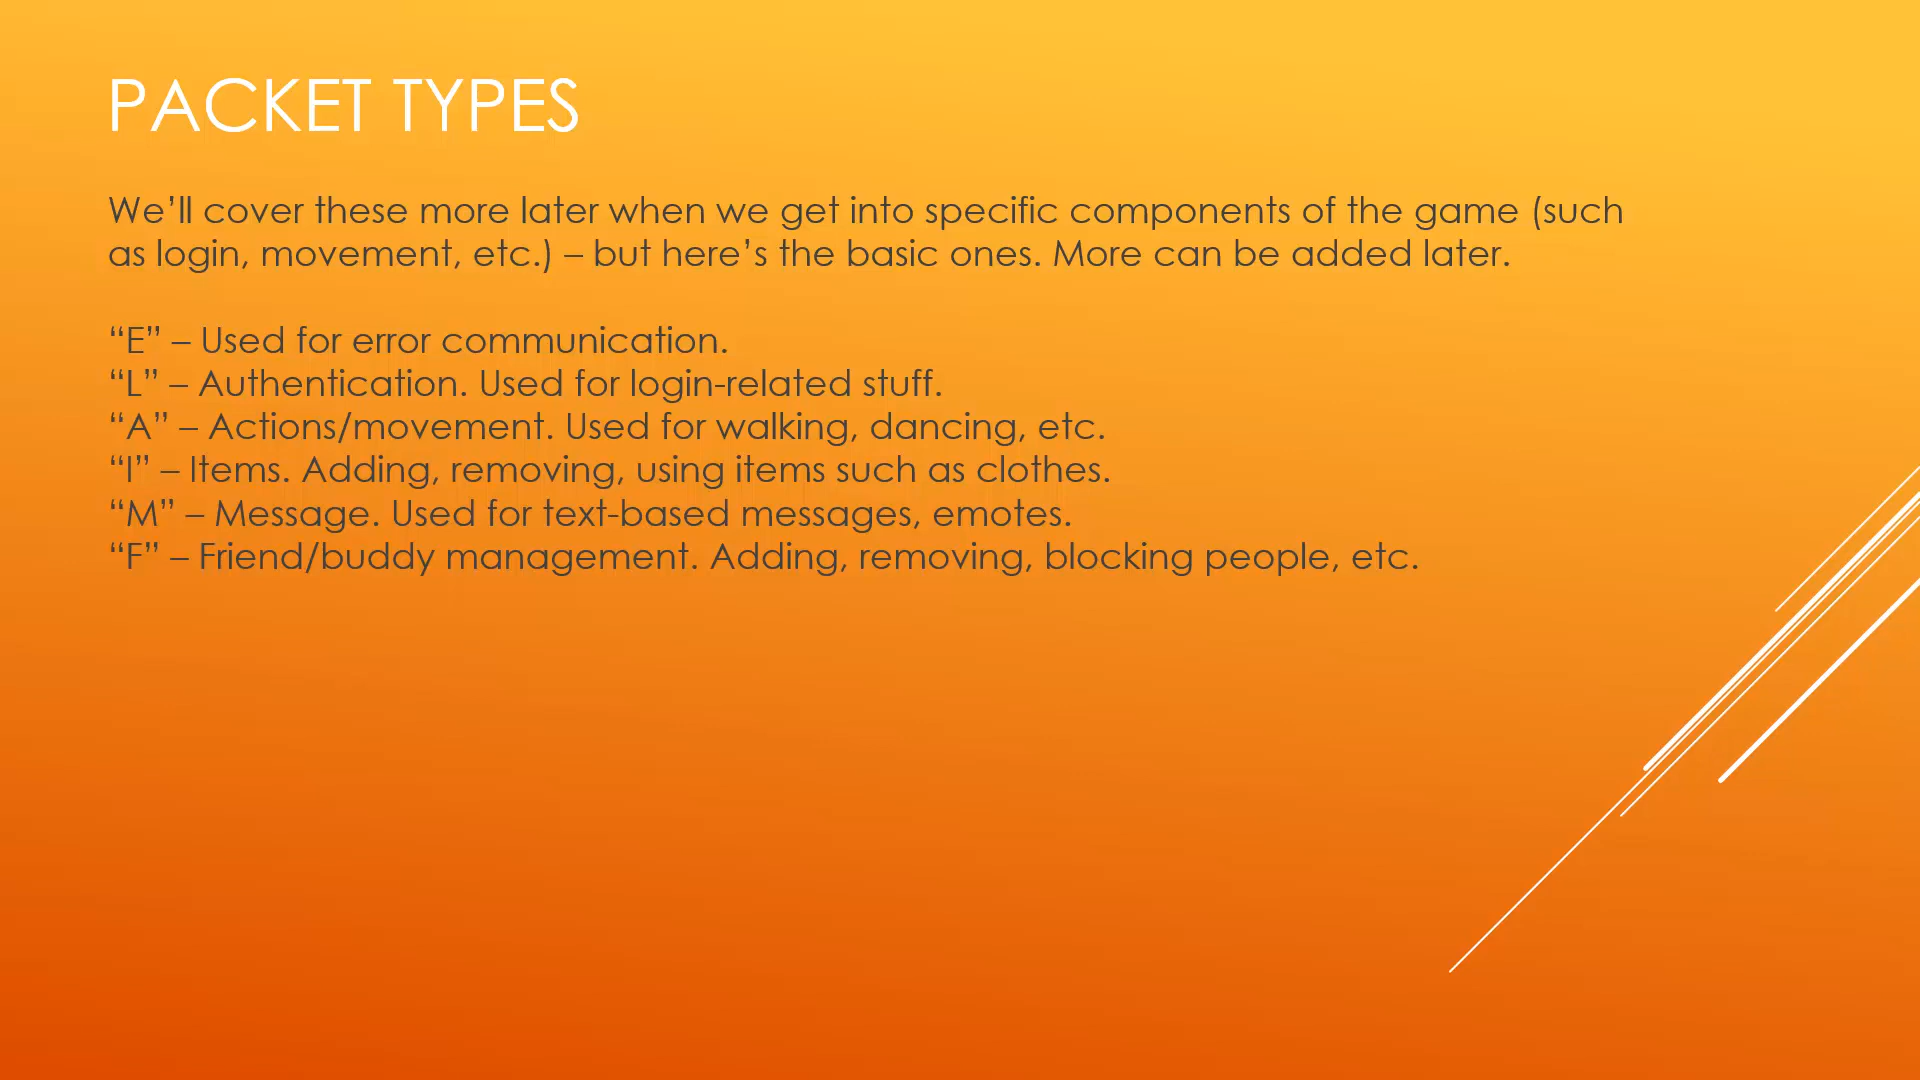 PACKET TYPES
We’ll cover these more later when we get into specific components of the game (such
as login, movement, etc.) – but here’s the basic ones. More can be added later.
“E” – Used for error communication.
“L” – Authentication. Used for login-related stuff.
“A” – Actions/movement. Used for walking, dancing, etc.
“I” – Items. Adding, removing, using items such as clothes.
“M” – Message. Used for text-based messages, emotes.
“F” – Friend/buddy management. Adding, removing, blocking people, etc.